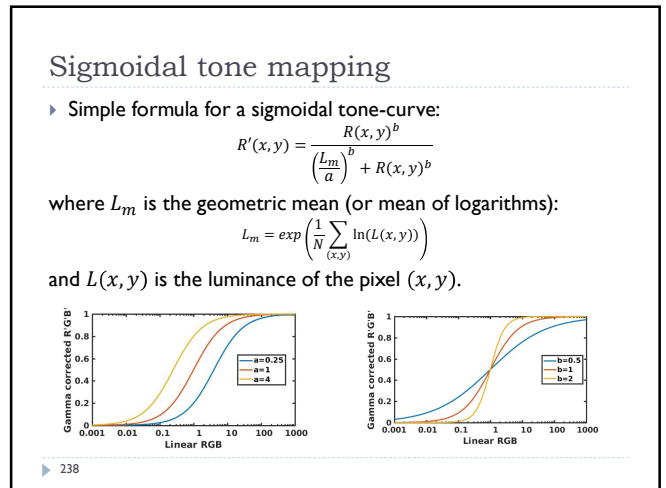 Sigmoidal tone mapping
Simple formula for a sigmoidal tone-curve:
R'(x, y) = R(x, y)^b / ((L_m / a)^b + R(x, y)^b)
where L_m is the geometric mean (or mean of logarithms):
L_m = exp(1/N ∑_(x,y) ln(L(x, y)))
and L(x, y) is the luminance of the pixel (x, y).
Gamma corrected R'G'B'
1
0.8
0.6
0.4
0.2
0
a=0.25
a=1
a=4
0.001 0.01 0.1 1 10 100 1000
Linear RGB
Gamma corrected R'G'B'
1
0.8
0.6
0.4
0.2
0
b=0.5
b=1
b=2
0.001 0.01 0.1 1 10 100 1000
Linear RGB
238